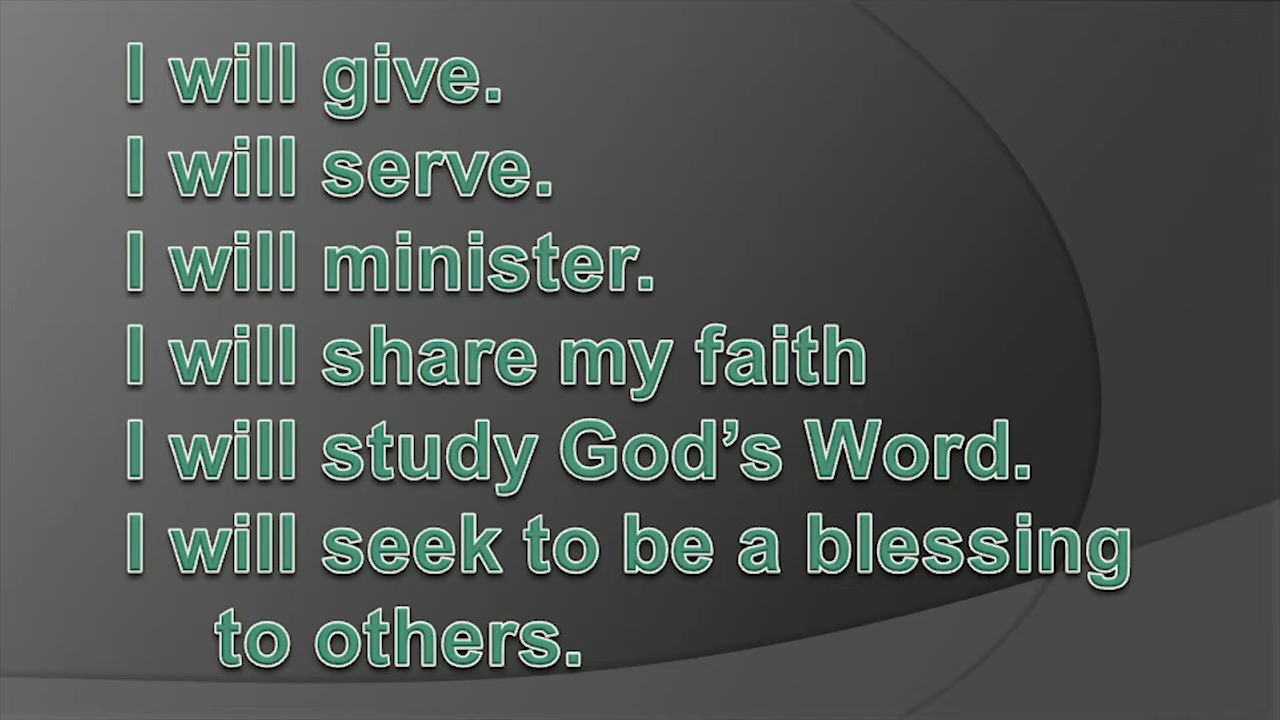 I will give.
I will serve.
I will minister.
I will share my faith
I will study God’s Word.
I will seek to be a blessing
to others.